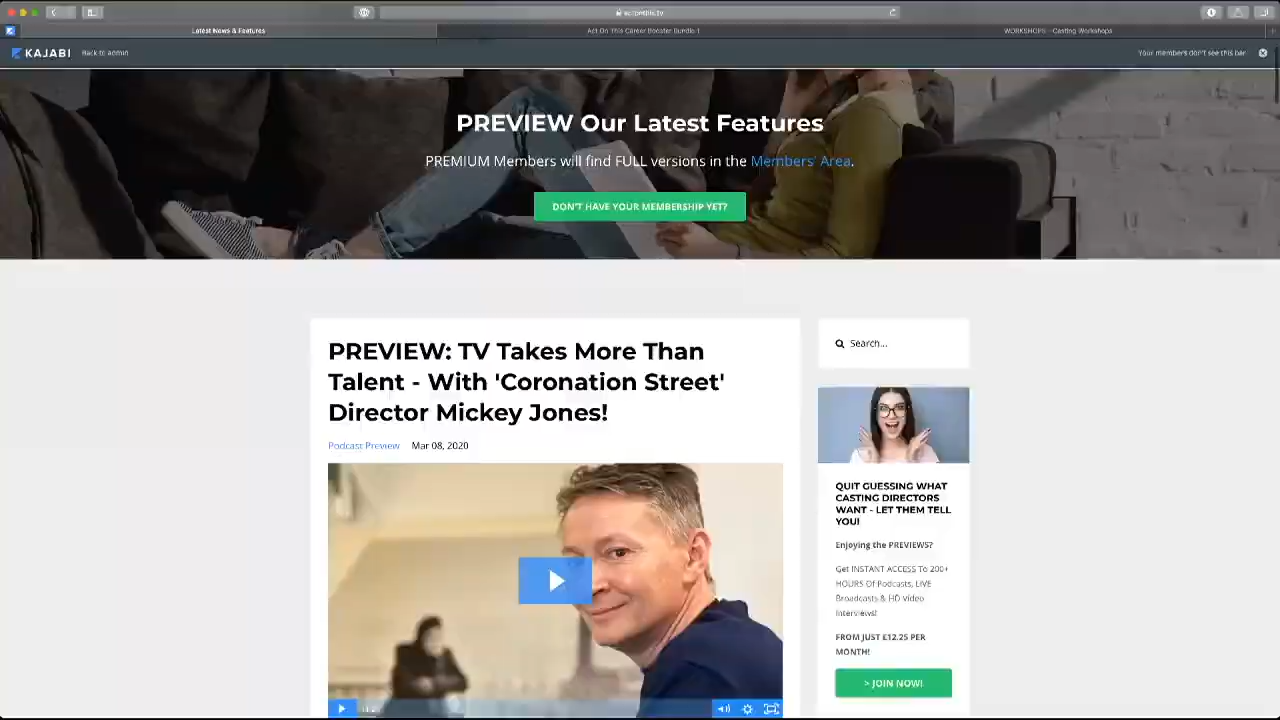 actonthis.tv
Latest News & Features
Act On This Career Booster Bundle 1
WORKSHOPS - Casting Workshops
KAJABI
Back to admin
Your members don't see this bar
PREVIEW Our Latest Features
PREMIUM Members will find FULL versions in the Members' Area.
DON'T HAVE YOUR MEMBERSHIP YET?
PREVIEW: TV Takes More Than
Talent - With 'Coronation Street'
Director Mickey Jones!
Podcast Preview Mar 08, 2020
Search...
QUIT GUESSING WHAT
CASTING DIRECTORS
WANT - LET THEM TELL
YOU!
Enjoying the PREVIEWS?
Get INSTANT ACCESS To 200+
HOURS Of Podcasts, LIVE
Broadcasts & HD Video
Interviews!
FROM JUST £12.25 PER
MONTH!
> JOIN NOW!